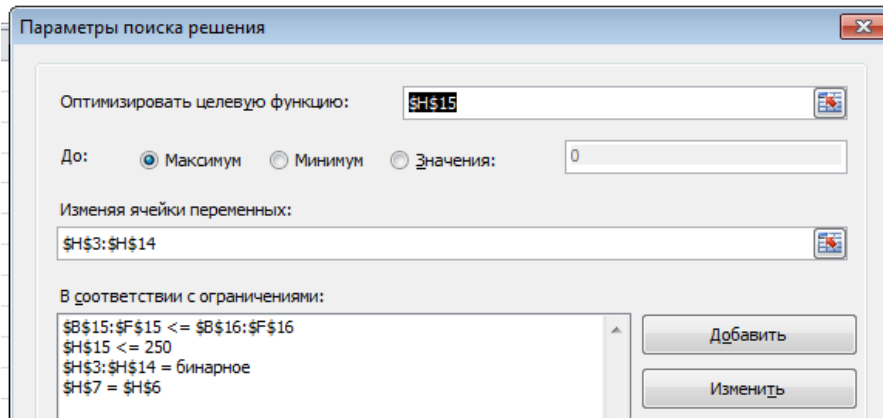 Параметры поиска решения
Оптимизировать целевую функцию: $H$15
До: Максимум Минимум Значения: 0
Изменяя ячейки переменных:
$H$3:$H$14
В соответствии с ограничениями:
$B$15:$F$15 <= $B$16:$F$16
$H$15 <= 250
$H$3:$H$14 = бинарное
$H$7 = $H$6
Добавить
Изменить